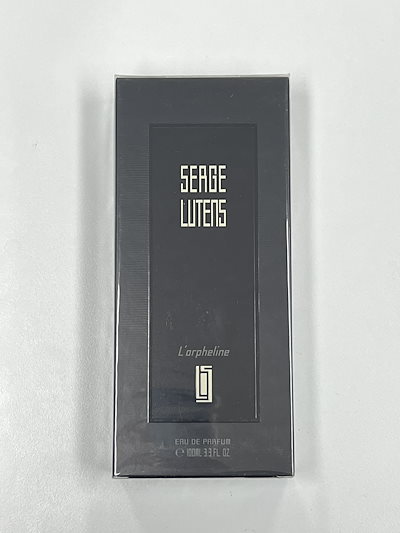 SERGE
LUTENS
L'orpheline
EAU DE PARFUM
℮ 100ML 3.3 FL. OZ